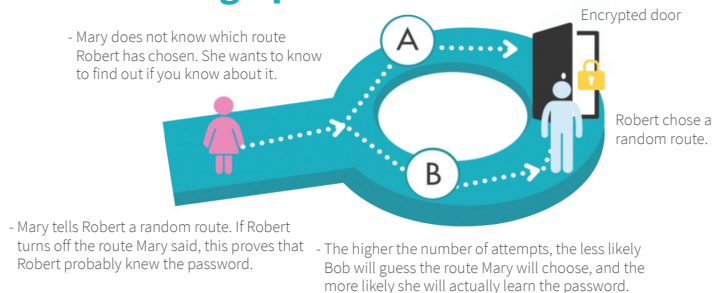 Encrypted door
- Mary does not know which route
Robert has chosen. She wants to know
to find out if you know about it.
A
Robert chose a
random route.
B
- Mary tells Robert a random route. If Robert
turns off the route Mary said, this proves that
Robert probably knew the password.
- The higher the number of attempts, the less likely
Bob will guess the route Mary will choose, and the
more likely she will actually learn the password.